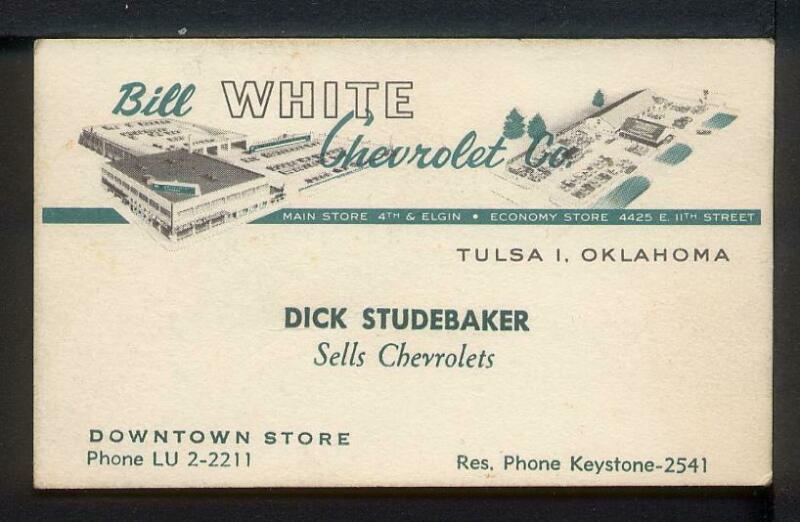 Bill WHITE
Chevrolet Co.
MAIN STORE 4TH & ELGIN • ECONOMY STORE 4425 E. 11TH STREET
TULSA 1, OKLAHOMA
DICK STUDEBAKER
Sells Chevrolets
DOWNTOWN STORE
Phone LU 2-2211
Res. Phone Keystone-2541